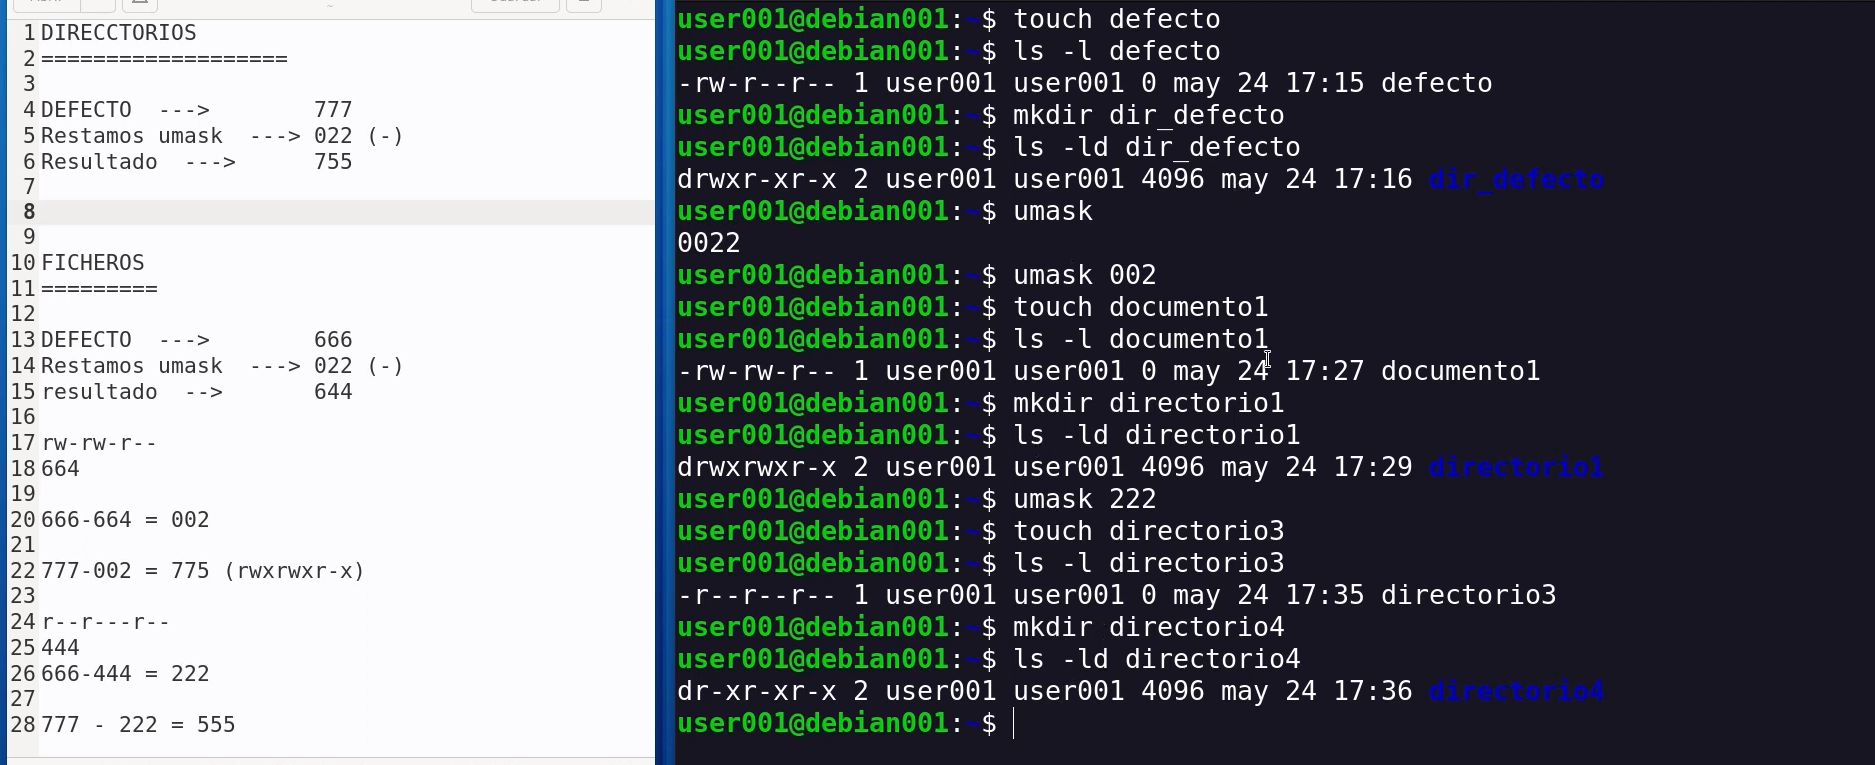 1 DIRECCTORIOS
2 ===================
3
4 DEFECTO  --->        777
5 Restamos umask  ---> 022 (-)
6 Resultado  --->      755
7
8
9
10 FICHEROS
11 =========
12
13 DEFECTO  --->        666
14 Restamos umask  ---> 022 (-)
15 resultado  -->       644
16
17 rw-rw-r--
18 664
19
20 666-664 = 002
21
22 777-002 = 775 (rwxrwxr-x)
23
24 r--r---r--
25 444
26 666-444 = 222
27
28 777 - 222 = 555
user001@debian001:~$ touch defecto
user001@debian001:~$ ls -l defecto
-rw-r--r-- 1 user001 user001 0 may 24 17:15 defecto
user001@debian001:~$ mkdir dir_defecto
user001@debian001:~$ ls -ld dir_defecto
drwxr-xr-x 2 user001 user001 4096 may 24 17:16 dir_defecto
user001@debian001:~$ umask
0022
user001@debian001:~$ umask 002
user001@debian001:~$ touch documento1
user001@debian001:~$ ls -l documento1
-rw-rw-r-- 1 user001 user001 0 may 24 17:27 documento1
user001@debian001:~$ mkdir directorio1
user001@debian001:~$ ls -ld directorio1
drwxrwxr-x 2 user001 user001 4096 may 24 17:29 directorio1
user001@debian001:~$ umask 222
user001@debian001:~$ touch directorio3
user001@debian001:~$ ls -l directorio3
-r--r--r-- 1 user001 user001 0 may 24 17:35 directorio3
user001@debian001:~$ mkdir directorio4
user001@debian001:~$ ls -ld directorio4
dr-xr-xr-x 2 user001 user001 4096 may 24 17:36 directorio4
user001@debian001:~$